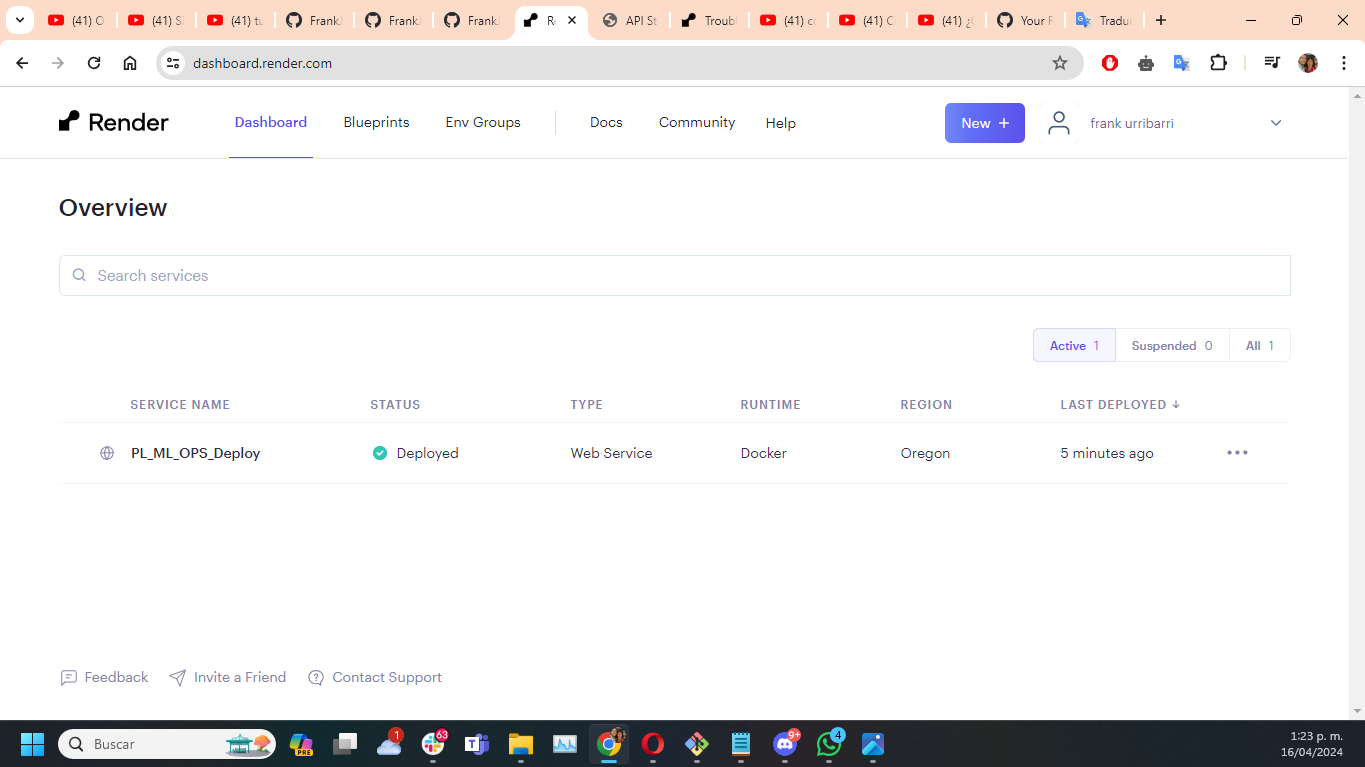 (41) O
(41) Si
(41) tu
Frank
Frank
Frank
Re
API St
Troub
(41) c
(41) C
(41) ¿
Your R
Tradu
dashboard.render.com
Render
Dashboard
Blueprints
Env Groups
Docs
Community
Help
New +
frank urribarri
Overview
Search services
Active 1
Suspended 0
All 1
SERVICE NAME
STATUS
TYPE
RUNTIME
REGION
LAST DEPLOYED ↓
PL_ML_OPS_Deploy
Deployed
Web Service
Docker
Oregon
5 minutes ago
Feedback
Invite a Friend
Contact Support
Buscar
PRE
1
63
9+
4
1:23 p. m.
16/04/2024